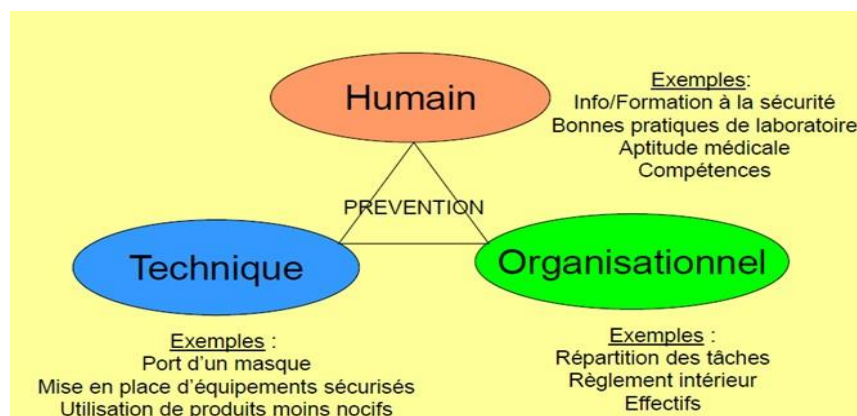 Humain
Exemples:
Info/Formation à la sécurité
Bonnes pratiques de laboratoire
Aptitude médicale
Compétences
PREVENTION
Technique
Exemples :
Port d'un masque
Mise en place d'équipements sécurisés
Utilisation de produits moins nocifs
Organisationnel
Exemples :
Répartition des tâches
Règlement intérieur
Effectifs